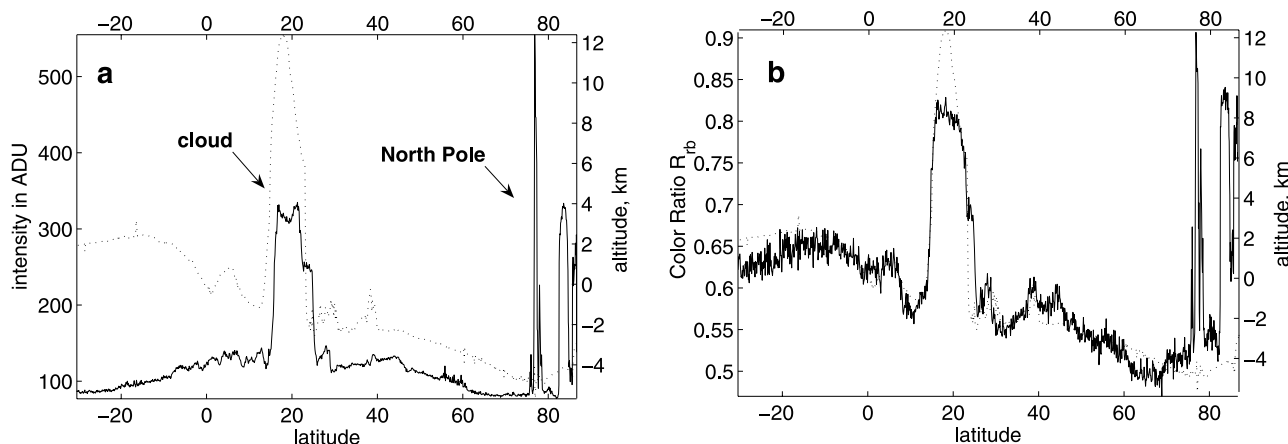 −20 0 20 40 60 80
a
cloud
North Pole
intensity in ADU
500
400
300
200
100
12
10
8
6
4
2
0
−2
−4
altitude, km
−20 0 20 40 60 80
latitude
−20 0 20 40 60 80
b
Color Ratio R_rb
0.9
0.85
0.8
0.75
0.7
0.65
0.6
0.55
0.5
12
10
8
6
4
2
0
−2
−4
altitude, km
−20 0 20 40 60 80
latitude